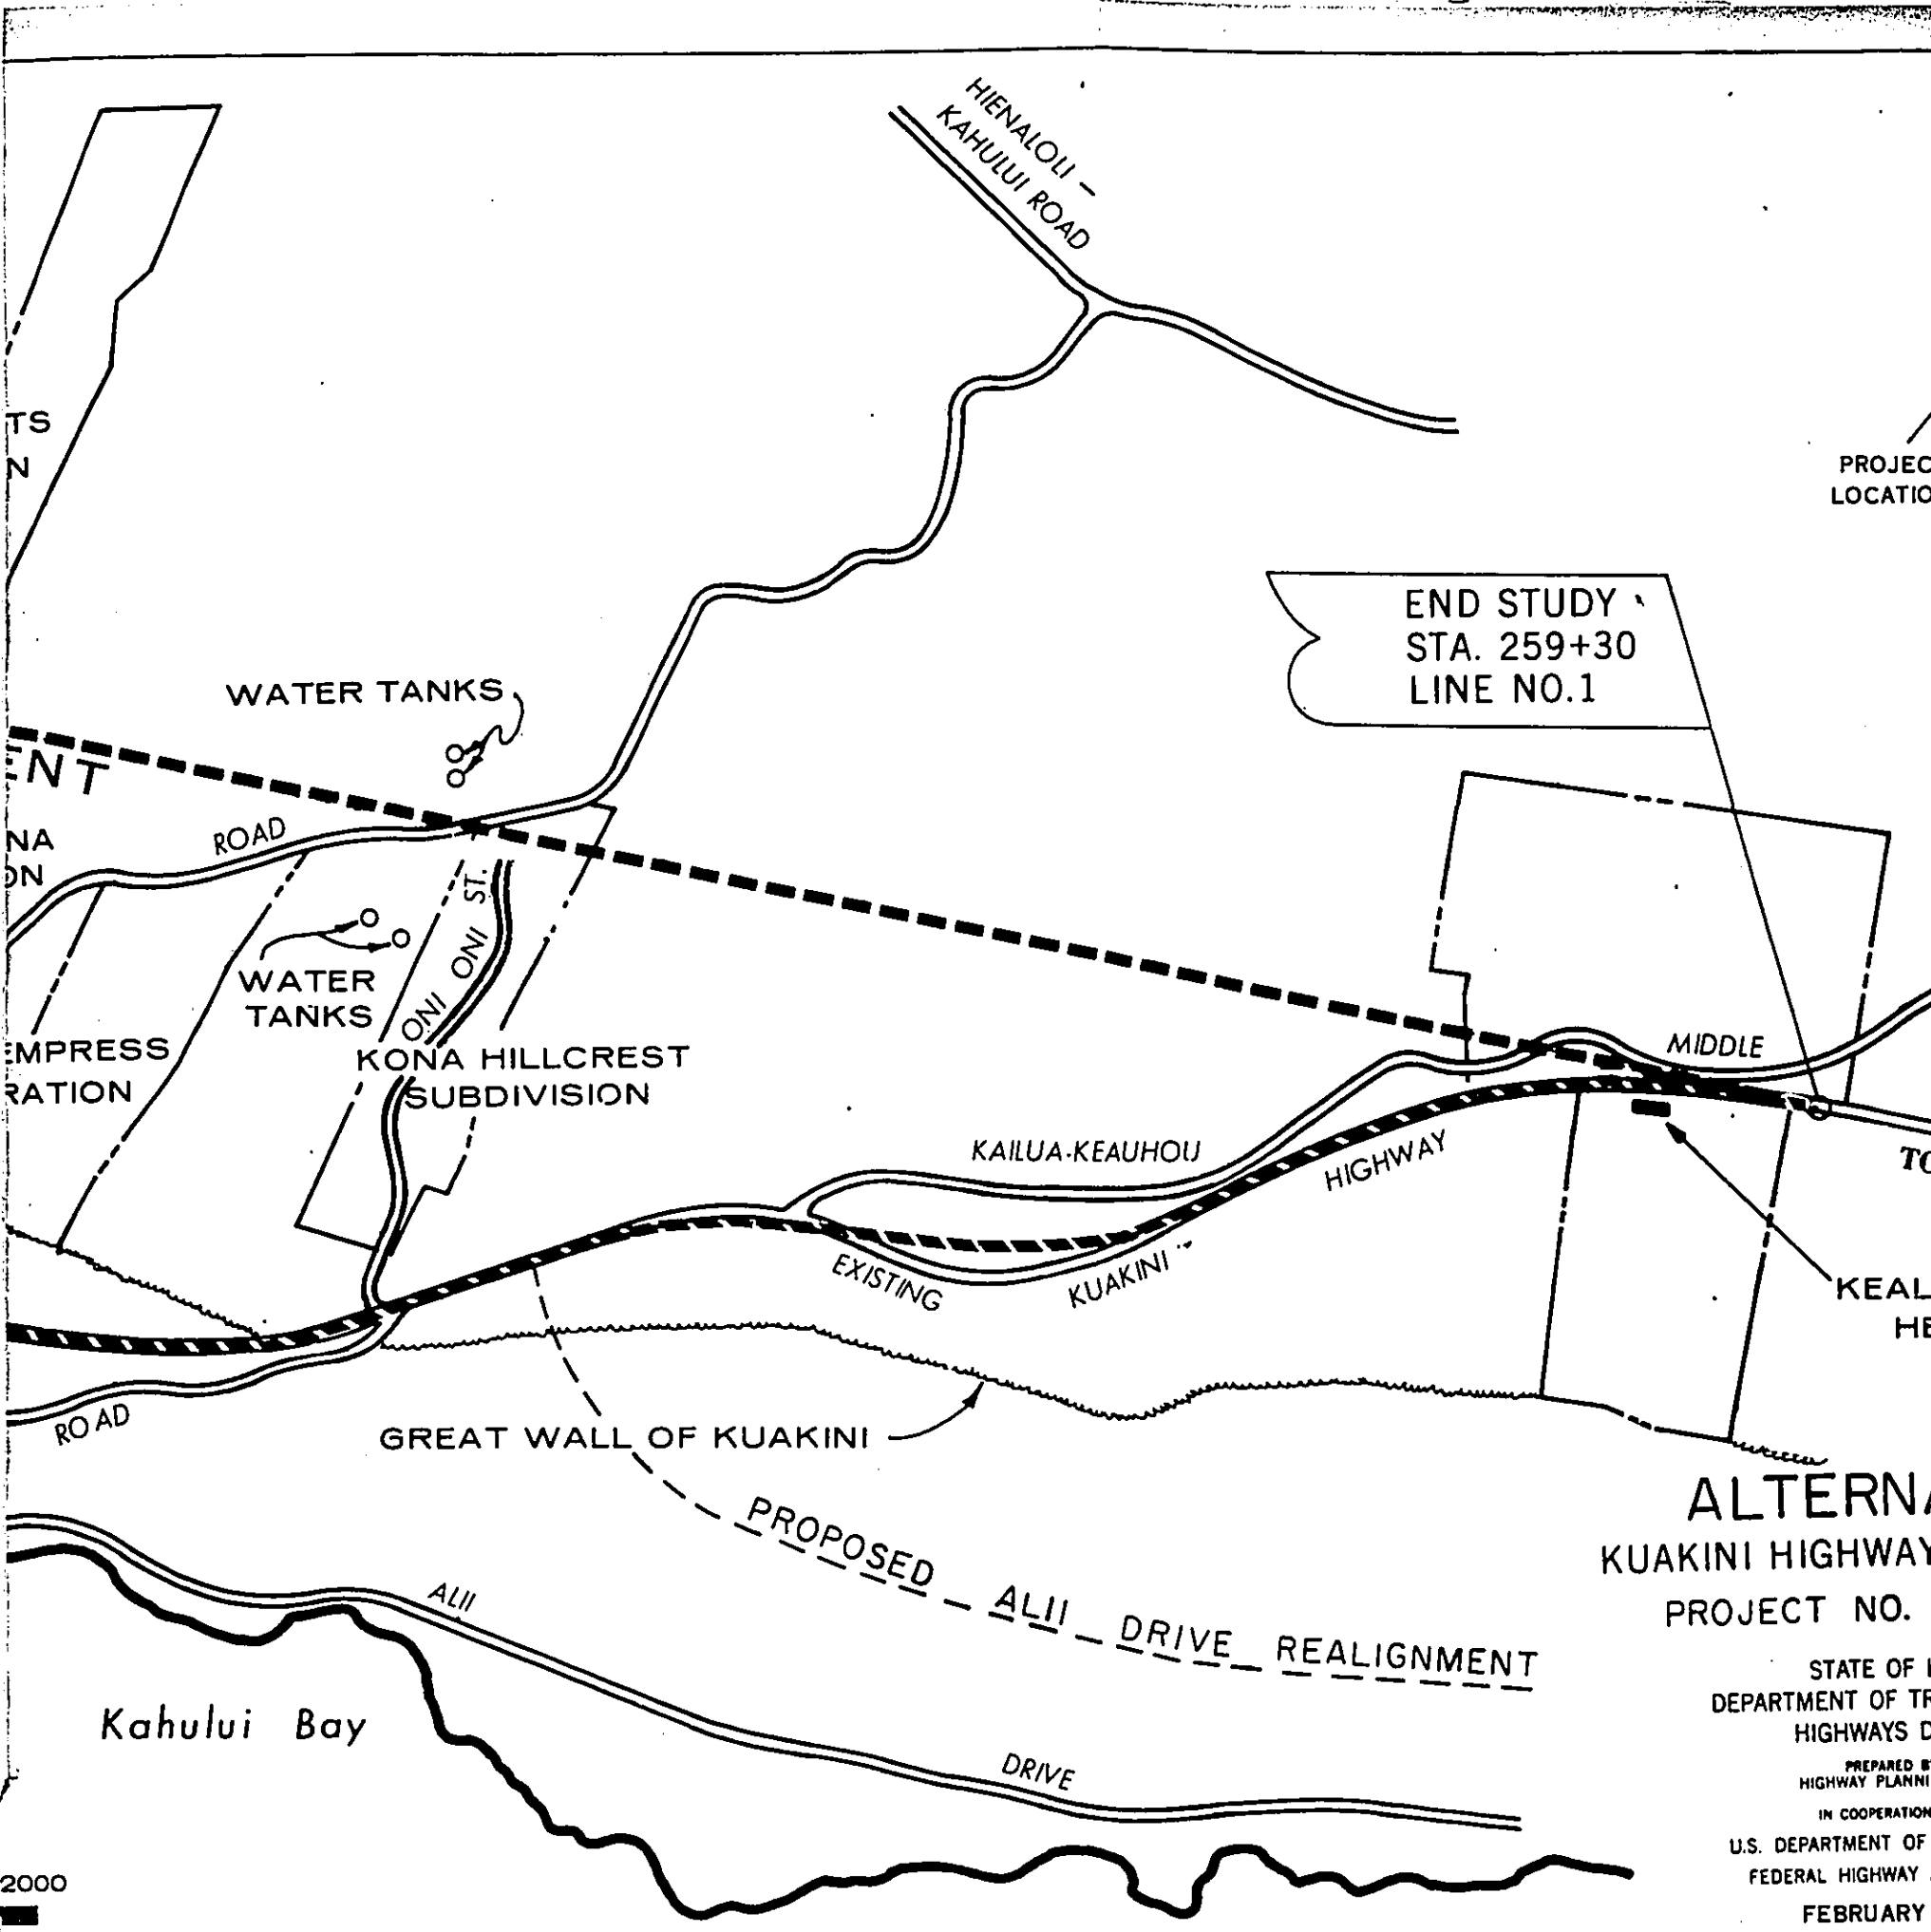 HIENALOLI –
KAHULUI ROAD
TS
N
PROJEC
LOCATIO
END STUDY
STA. 259+30
LINE NO.1
WATER TANKS
ENT
ROAD
NA
ON
ONI ONI ST.
WATER
TANKS
EMPRESS
RATION
KONA HILLCREST
SUBDIVISION
MIDDLE
KAILUA-KEAUHOU
HIGHWAY
TO
EXISTING
KUAKINI
KEAL
HE
ROAD
GREAT WALL OF KUAKINI
PROPOSED ALII DRIVE REALIGNMENT
ALTERNA
KUAKINI HIGHWAY
PROJECT NO.
ALII
DRIVE
STATE OF
DEPARTMENT OF TR
HIGHWAYS D
Kahului Bay
PREPARED B
HIGHWAY PLANNI
IN COOPERATION
U.S. DEPARTMENT OF
FEDERAL HIGHWAY
2000
FEBRUARY